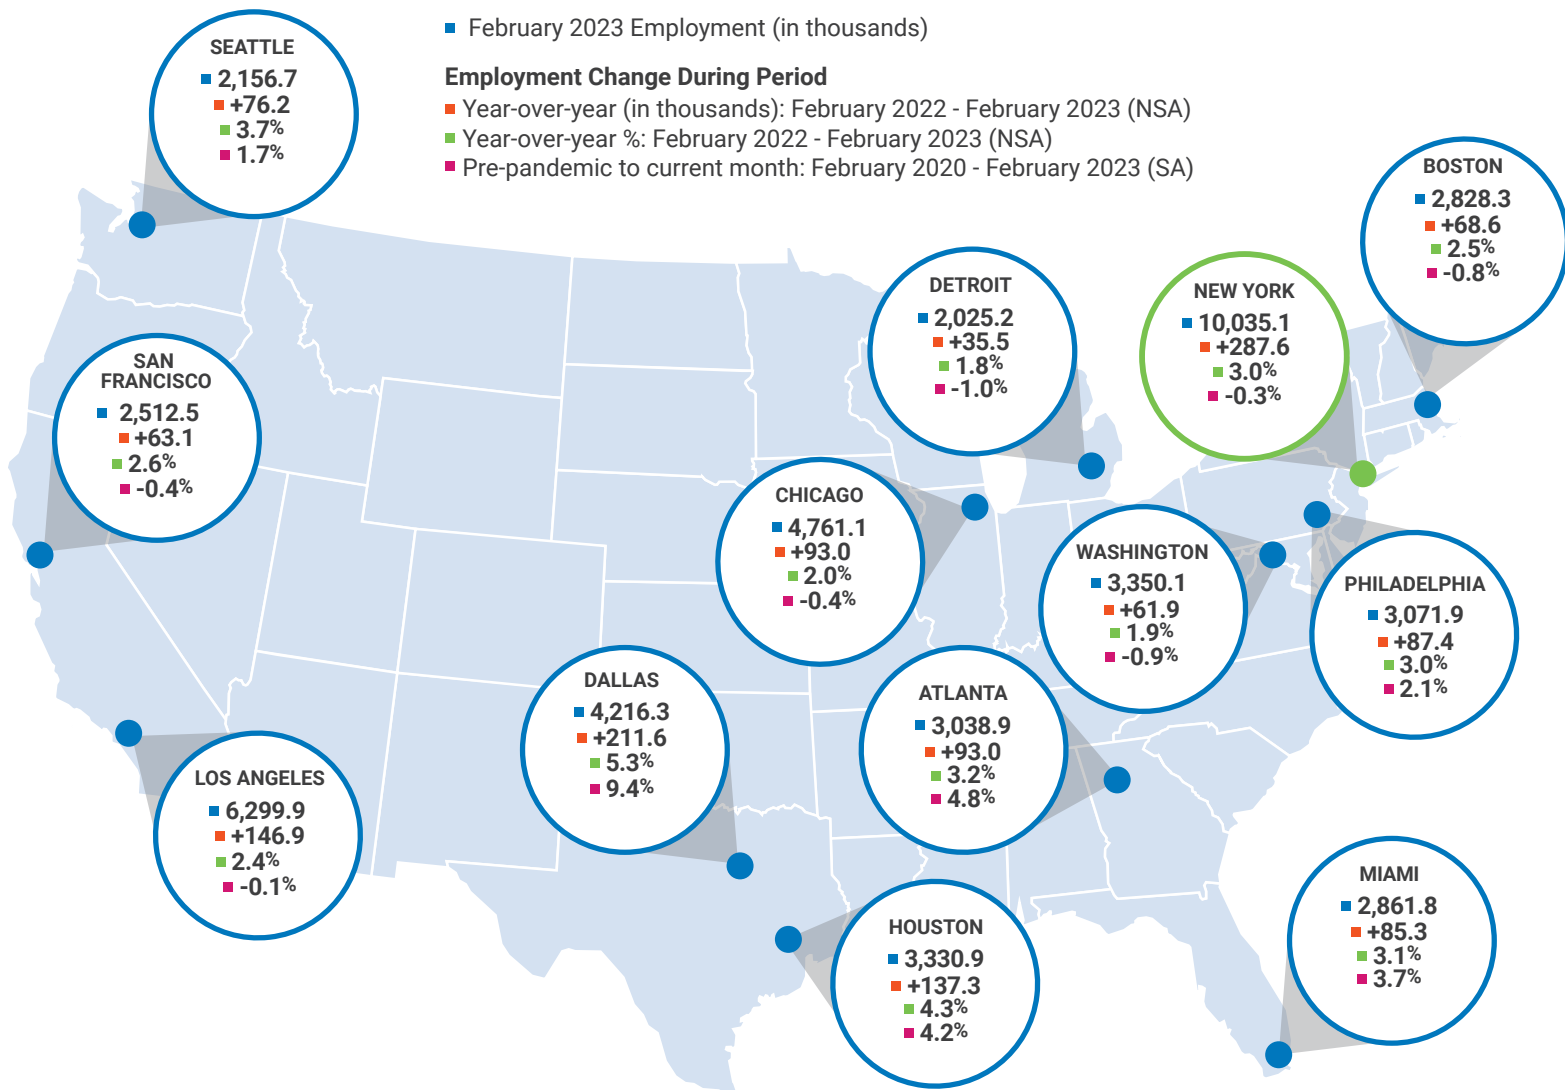 February 2023 Employment (in thousands)
Employment Change During Period
Year-over-year (in thousands): February 2022 - February 2023 (NSA)
Year-over-year %: February 2022 - February 2023 (NSA)
Pre-pandemic to current month: February 2020 - February 2023 (SA)
SEATTLE
2,156.7
+76.2
3.7%
1.7%
BOSTON
2,828.3
+68.6
2.5%
-0.8%
DETROIT
2,025.2
+35.5
1.8%
-1.0%
NEW YORK
10,035.1
+287.6
3.0%
-0.3%
SAN
FRANCISCO
2,512.5
+63.1
2.6%
-0.4%
CHICAGO
4,761.1
+93.0
2.0%
-0.4%
WASHINGTON
3,350.1
+61.9
1.9%
-0.9%
PHILADELPHIA
3,071.9
+87.4
3.0%
2.1%
DALLAS
4,216.3
+211.6
5.3%
9.4%
ATLANTA
3,038.9
+93.0
3.2%
4.8%
LOS ANGELES
6,299.9
+146.9
2.4%
-0.1%
HOUSTON
3,330.9
+137.3
4.3%
4.2%
MIAMI
2,861.8
+85.3
3.1%
3.7%